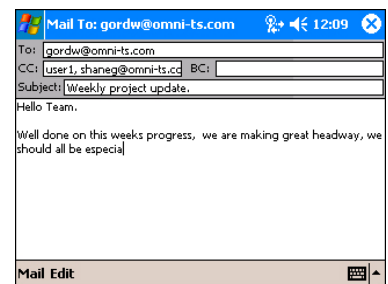 Mail To: gordw@omni-ts.com 12:09
To: gordw@omni-ts.com
CC: user1, shaneg@omni-ts.cc BC:
Subject: Weekly project update.
Hello Team.
Well done on this weeks progress, we are making great headway, we
should all be especia
Mail Edit